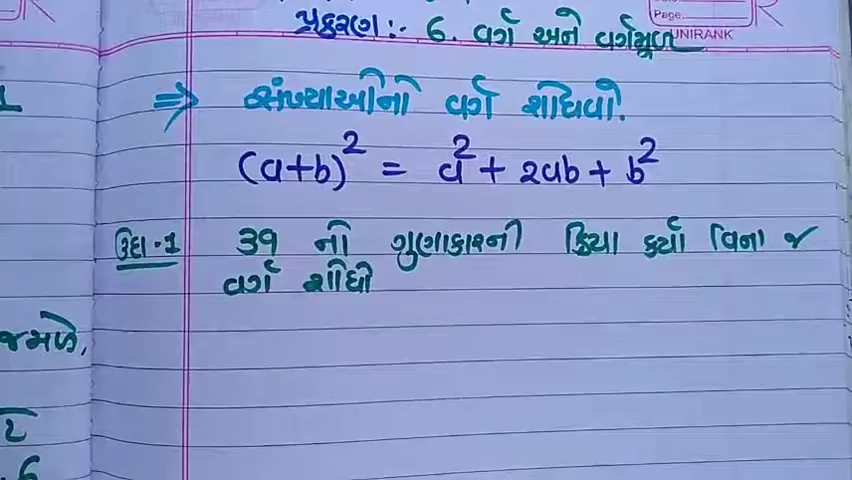 Page:
UNIRANK
પ્રકરણ:- 6. વર્ગ અને વર્ગમૂળ
⇒ સંખ્યાઓનો વર્ગ શોધવો.
(a+b)² = a² + 2ab + b²
ઉદા-1 39 નો ગુણાકારની ક્રિયા કર્યા વિના જ
વર્ગ શોધો
જમળે,